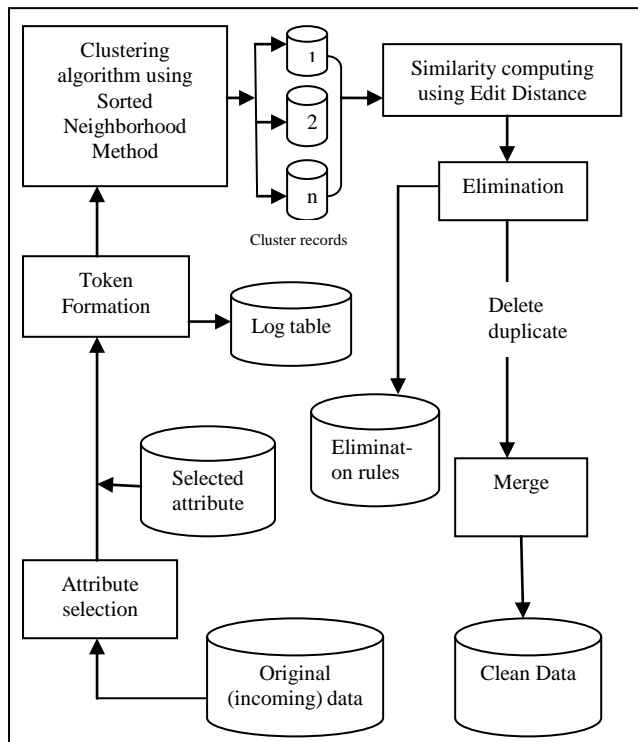 Clustering
algorithm using
Sorted
Neighborhood
Method
1
2
n
Cluster records
Similarity computing
using Edit Distance
Elimination
Token
Formation
Log table
Delete
duplicate
Eliminat-
on rules
Selected
attribute
Merge
Attribute
selection
Original
(incoming) data
Clean Data